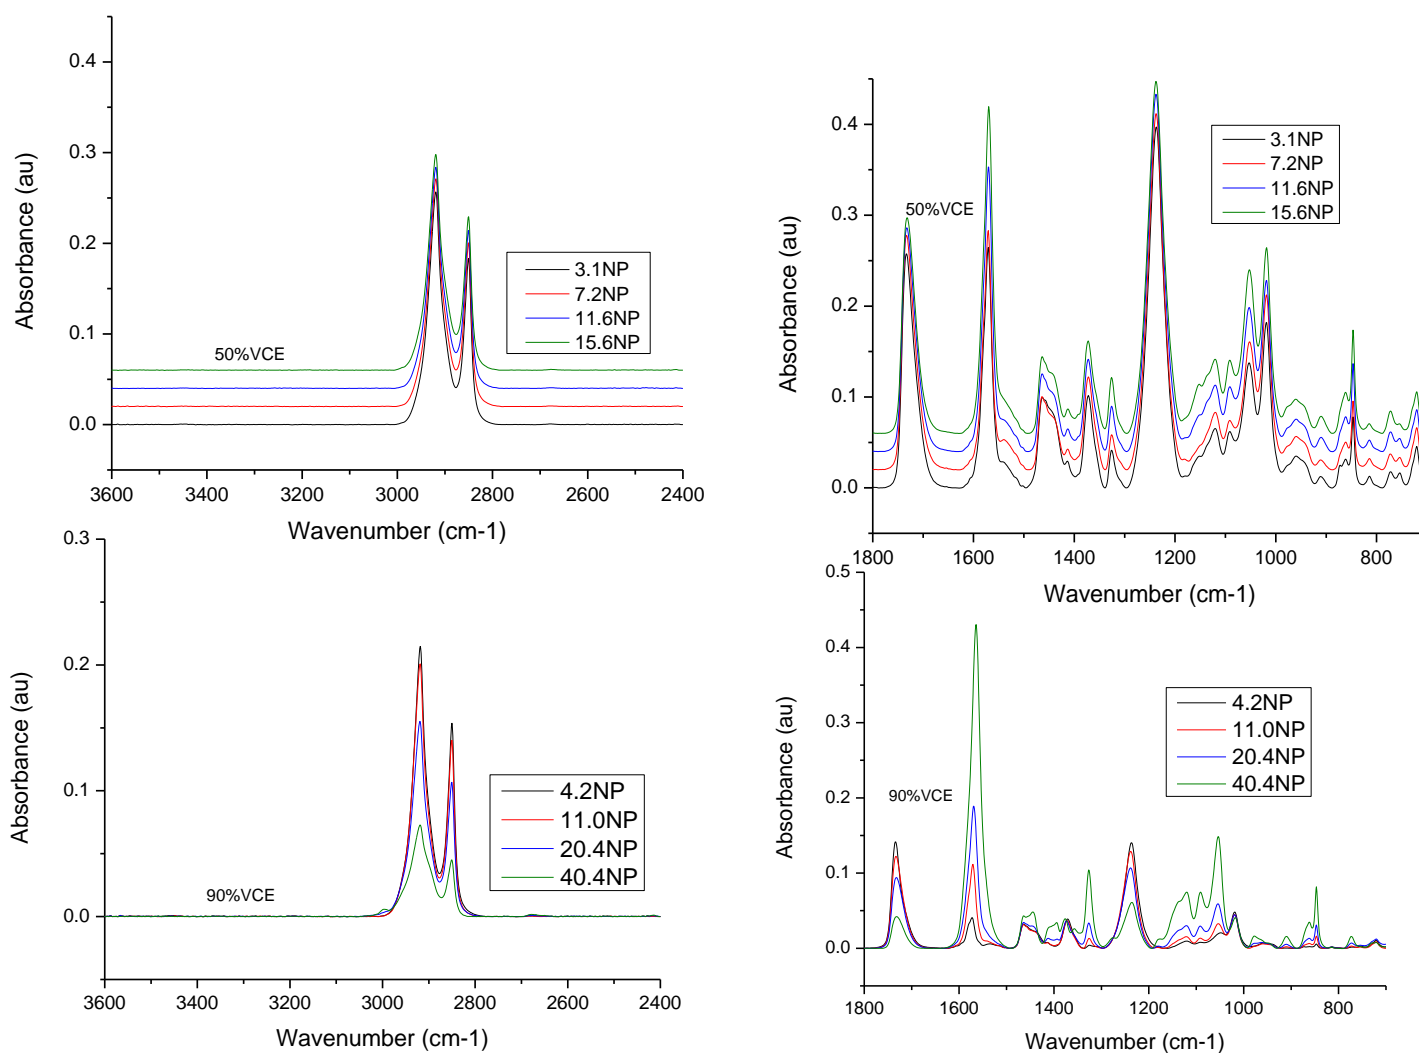 0.4
0.3
0.2
0.1
0.0
Absorbance (au)
50%VCE
3.1NP
7.2NP
11.6NP
15.6NP
3600 3400 3200 3000 2800 2600 2400
Wavenumber (cm-1)
0.4
0.3
0.2
0.1
0.0
Absorbance (au)
50%VCE
3.1NP
7.2NP
11.6NP
15.6NP
1800 1600 1400 1200 1000 800
Wavenumber (cm-1)
0.3
0.2
0.1
0.0
Absorbance (au)
90%VCE
4.2NP
11.0NP
20.4NP
40.4NP
3600 3400 3200 3000 2800 2600 2400
Wavenumber (cm-1)
0.5
0.4
0.3
0.2
0.1
0.0
Absorbance (au)
90%VCE
4.2NP
11.0NP
20.4NP
40.4NP
1800 1600 1400 1200 1000 800
Wavenumber (cm-1)